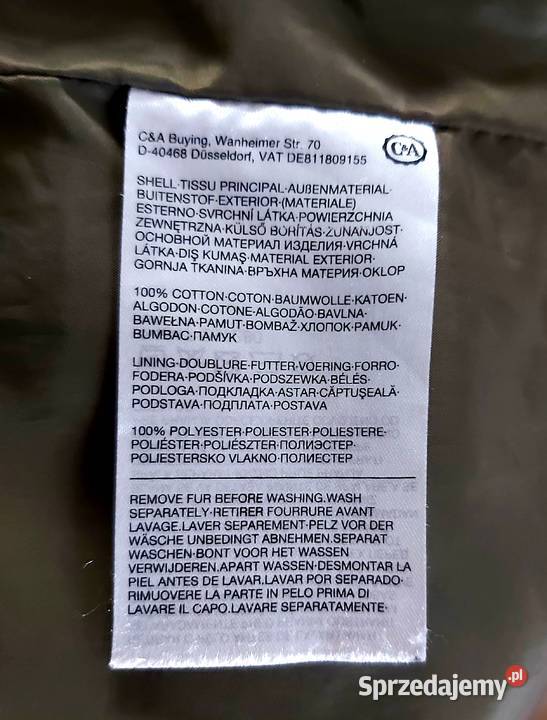 C&A Buying, Wanheimer Str. 70
D-40468 Düsseldorf, VAT DE811809155
C&A
SHELL·TISSU PRINCIPAL·AUßENMATERIAL·
BUITENSTOF·EXTERIOR·(MATERIALE)
ESTERNO·SVRCHNÍ LÁTKA·POWIERZCHNIA
ZEWNĘTRZNA·KÜLSŐ BORÍTÁS·ZUNANJOST·
ОСНОВНОЙ МАТЕРИАЛ ИЗДЕЛИЯ·VRCHNÁ
LÁTKA·DIŞ KUMAŞ·MATERIAL EXTERIOR·
GORNJA TKANINA·ВРЪХНА МАТЕРИЯ·OKLOP
100% COTTON·COTON·BAUMWOLLE·KATOEN·
ALGODON·COTONE·ALGODÃO·BAVLNA·
BAWEŁNA·PAMUT·BOMBAŽ·ХЛОПОК·PAMUK·
BUMBAC·ПАМУК
LINING·DOUBLURE·FUTTER·VOERING·FORRO·
FODERA·PODŠÍVKA·PODSZEWKA·BÉLÉS·
PODLOGA·ПОДКЛАДКА·ASTAR·CĂPTUŞEALĂ·
PODSTAVA·ПОДПЛАТА·POSTAVA
100% POLYESTER·POLIESTER·POLIESTERE·
POLIÉSTER·POLIÉSZTER·ПОЛИЭСТЕР·
POLIESTERSKO VLAKNO·ПОЛИЕСТЕР
REMOVE FUR BEFORE WASHING.WASH
SEPARATELY·RETIRER FOURRURE AVANT
LAVAGE.LAVER SEPAREMENT·PELZ VOR DER
WÄSCHE UNBEDINGT ABNEHMEN.SEPARAT
WASCHEN·BONT VOOR HET WASSEN
VERWIJDEREN.APART WASSEN·DESMONTAR LA
PIEL ANTES DE LAVAR.LAVAR POR SEPARADO·
RIMUOVERE LA PARTE IN PELO PRIMA DI
LAVARE IL CAPO.LAVARE SEPARATAMENTE·
Sprzedajemy.pl